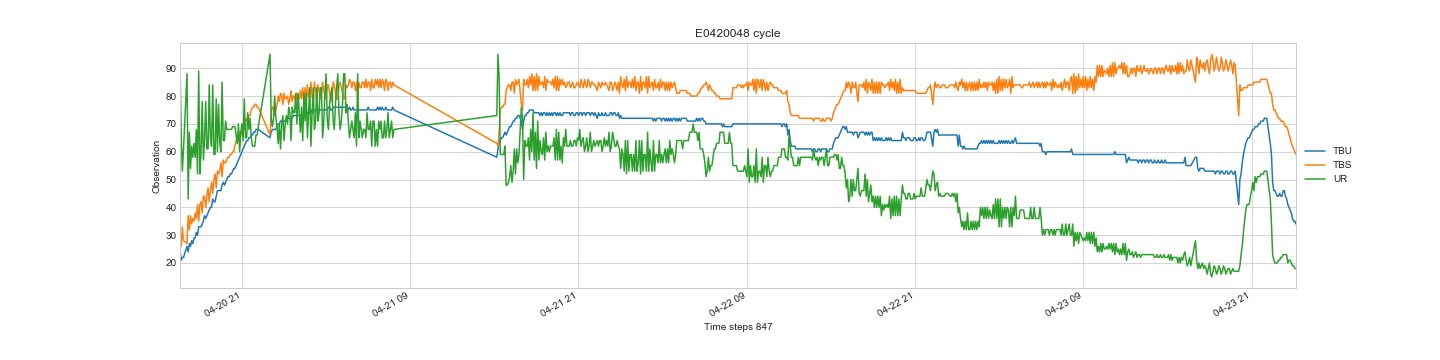 E0420048 cycle
Observation
90
80
70
60
50
40
30
20
04-20 21
04-21 09
04-21 21
04-22 09
04-22 21
04-23 09
04-23 21
Time steps 847
TBU
TBS
UR